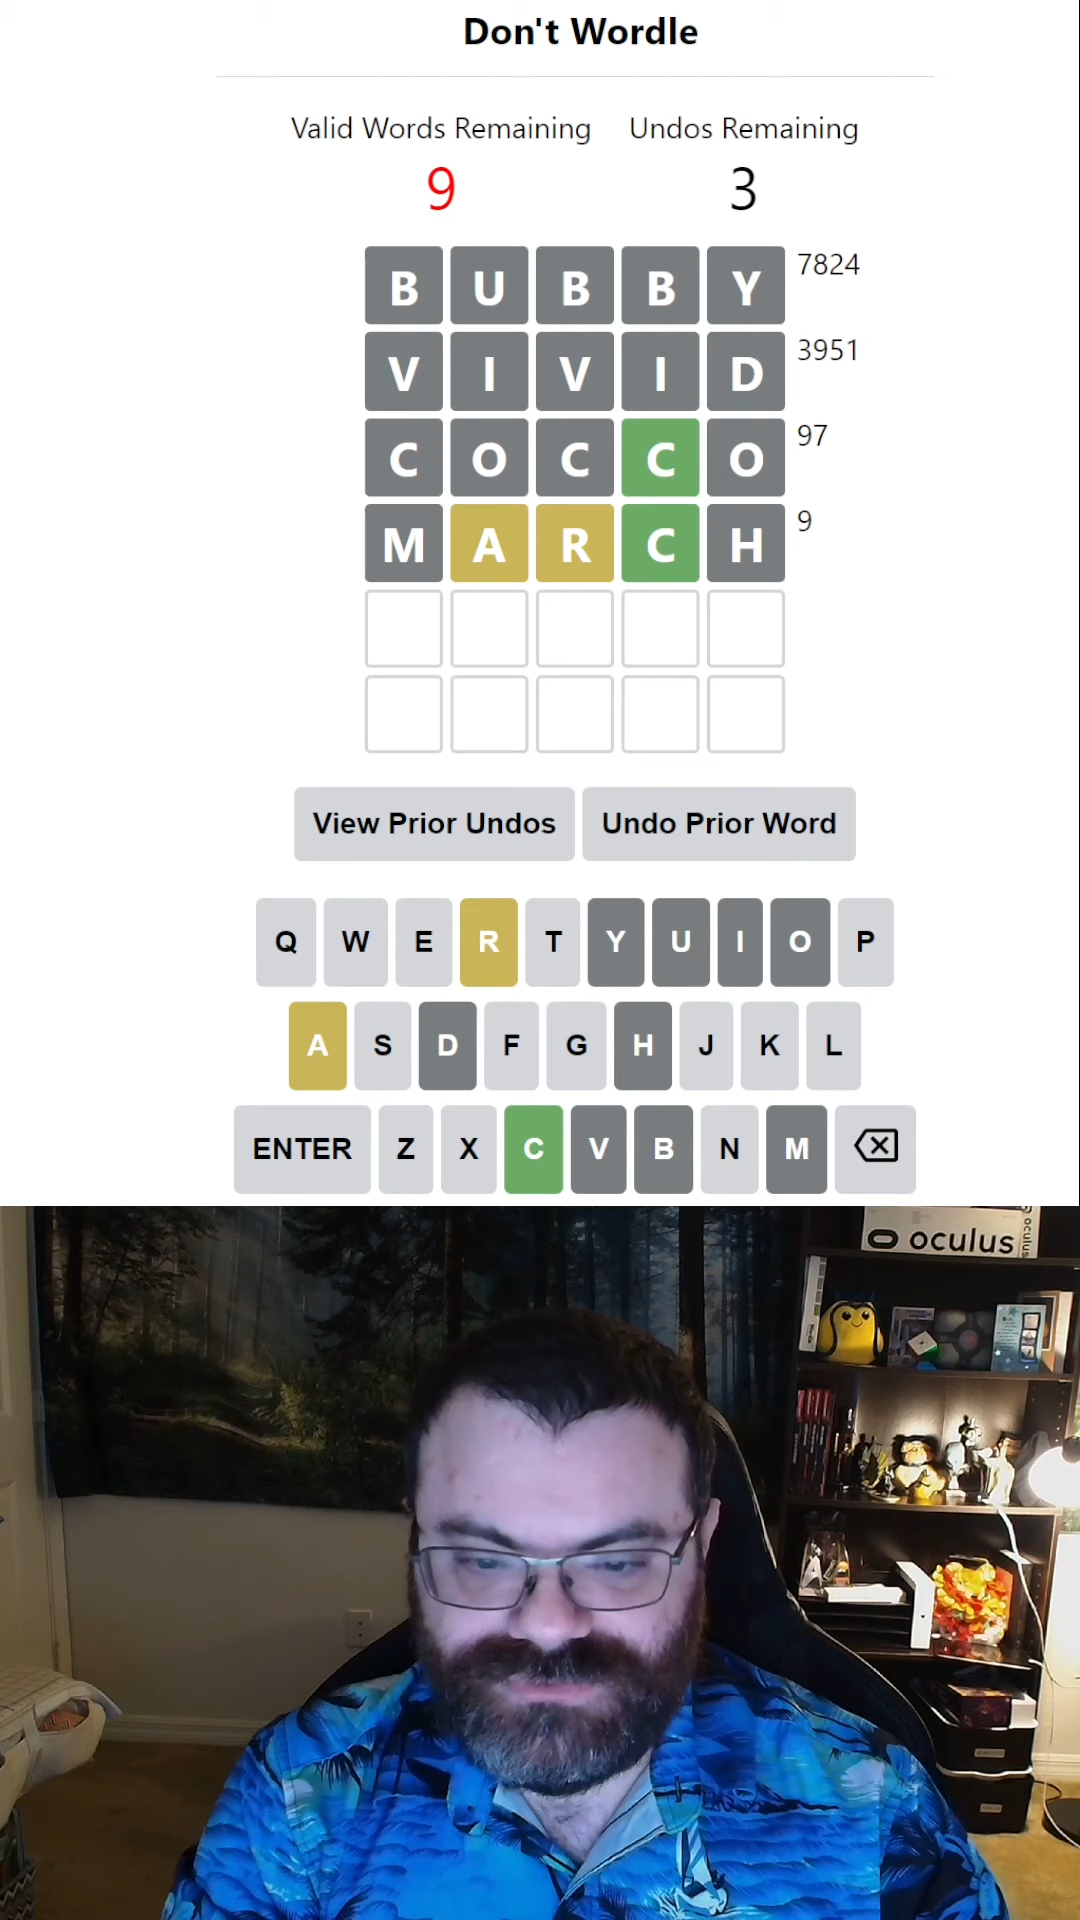 Don't Wordle
Valid Words Remaining
Undos Remaining
9
3
B U B B Y 7824
V I V I D 3951
C O C C O 97
M A R C H 9
View Prior Undos
Undo Prior Word
Q W E R T Y U I O P
A S D F G H J K L
ENTER Z X C V B N M
oculus
oculus